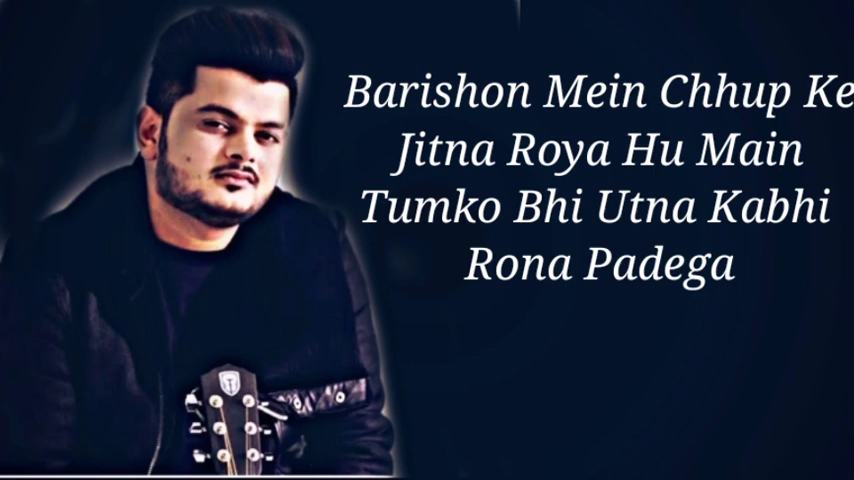 Barishon Mein Chhup Ke
Jitna Roya Hu Main
Tumko Bhi Utna Kabhi
Rona Padega